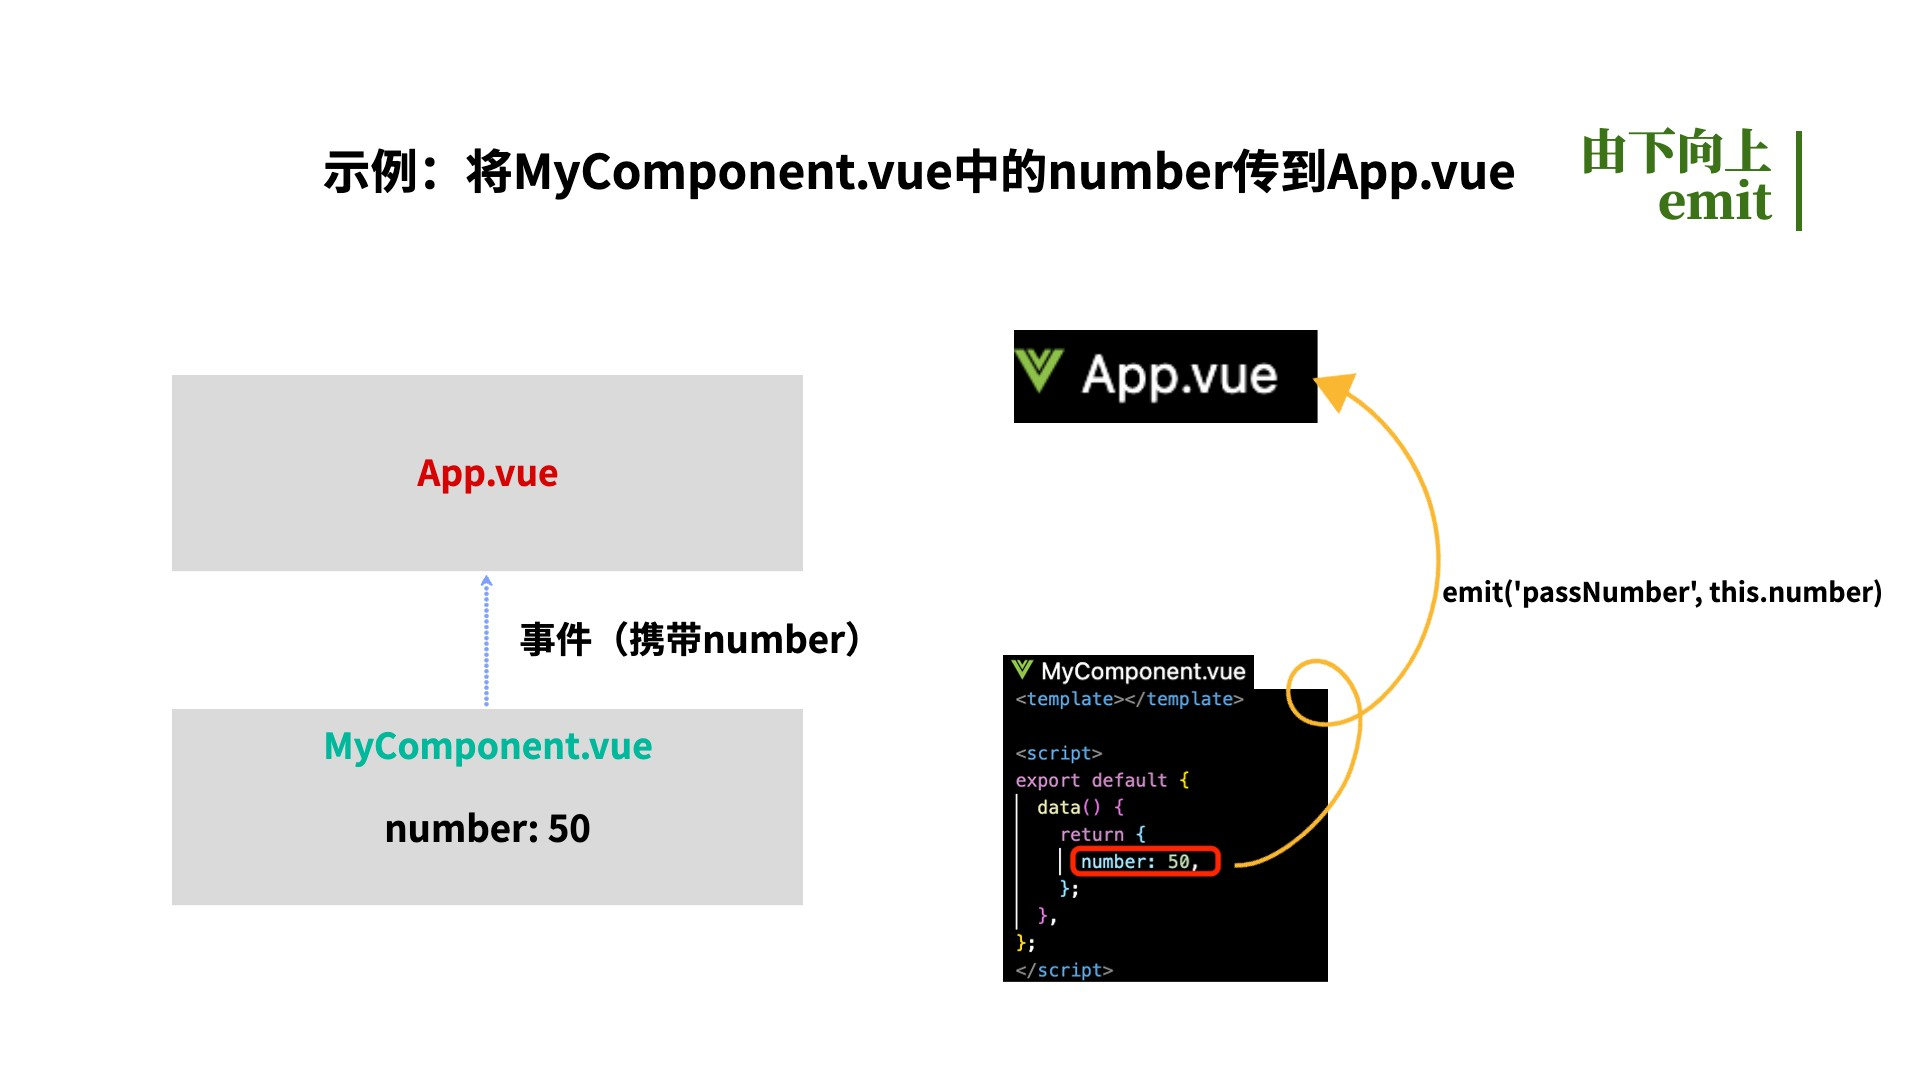 示例：将MyComponent.vue中的number传到App.vue
由下向上
emit
App.vue
事件（携带number）
MyComponent.vue
number: 50
App.vue
emit('passNumber', this.number)
MyComponent.vue
<template></template>
<script>
export default {
data() {
return {
number: 50,
};
},
};
</script>